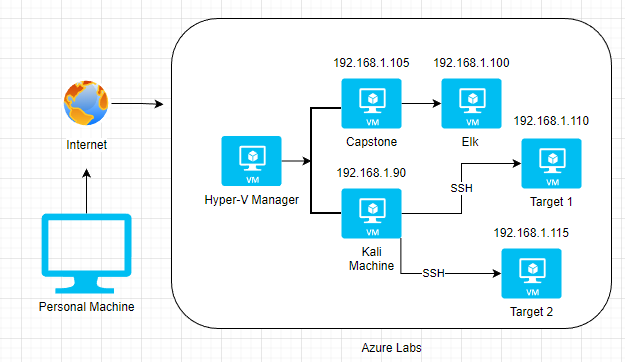 192.168.1.105
192.168.1.100
VM
VM
Capstone
Elk
192.168.1.110
Internet
VM
Hyper-V Manager
192.168.1.90
VM
SSH
Target 1
VM
Kali
Machine
192.168.1.115
SSH
VM
Target 2
Personal Machine
Azure Labs